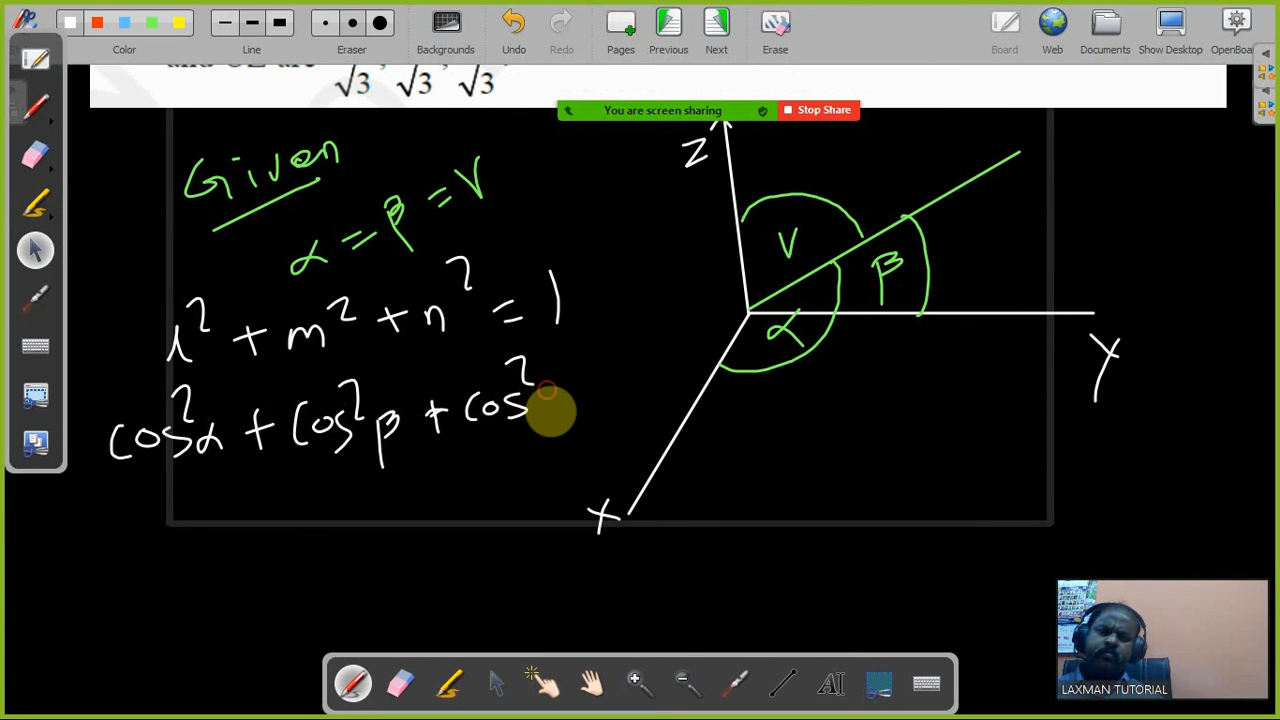 Color
Line
Eraser
Backgrounds
Undo
Redo
Pages
Previous
Next
Erase
Board
Web
Documents
Show Desktop
OpenBoa
√3 , √3 , √3 .
You are screen sharing
Stop Share
Given
α = β = γ
l² + m² + n² = 1
cos²α + cos²β + cos²
Z
γ
β
α
Y
X
LAXMAN TUTORIAL